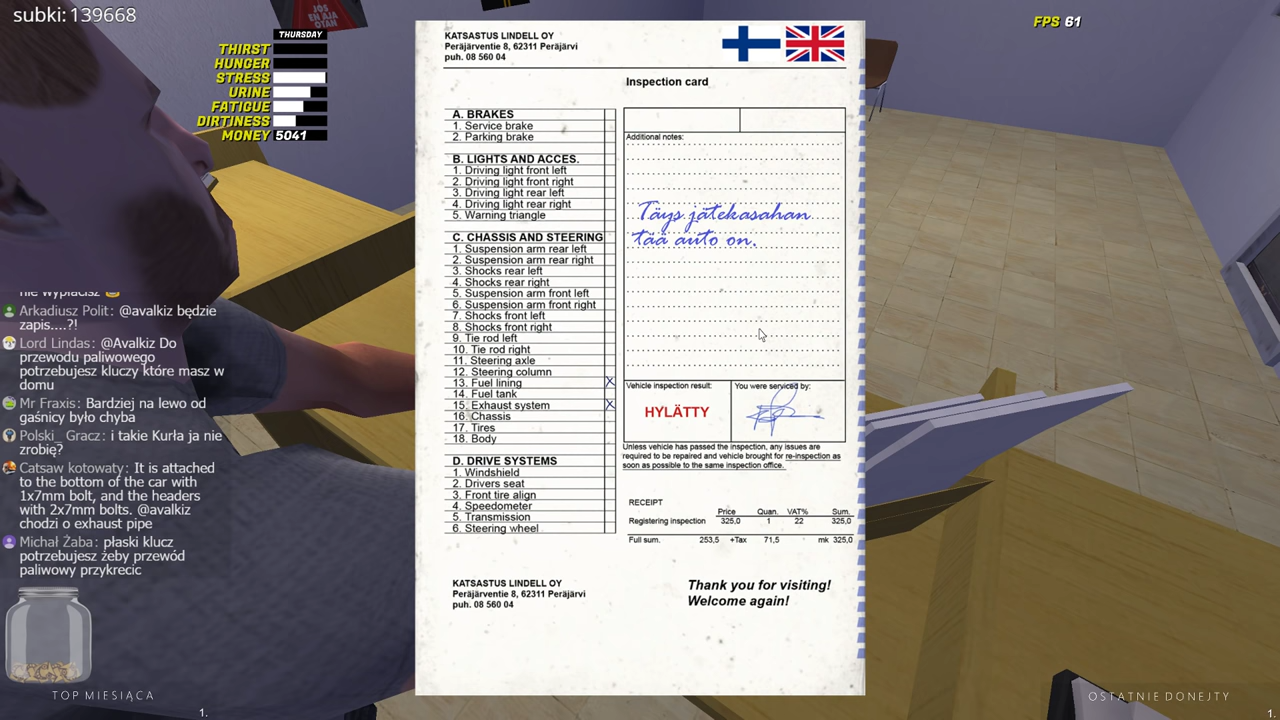 subki: 139668
THURSDAY
THIRST
HUNGER
STRESS
URINE
FATIGUE
DIRTINESS
MONEY 5041
JOS
EN AJA
OTAN
FPS 61
KATSASTUS LINDELL OY
Peräjärventie 8, 62311 Peräjärvi
puh. 08 560 04
Inspection card
A. BRAKES
1. Service brake
2. Parking brake
B. LIGHTS AND ACCES.
1. Driving light front left
2. Driving light front right
3. Driving light rear left
4. Driving light rear right
5. Warning triangle
C. CHASSIS AND STEERING
1. Suspension arm rear left
2. Suspension arm rear right
3. Shocks rear left
4. Shocks rear right
5. Suspension arm front left
6. Suspension arm front right
7. Shocks front left
8. Shocks front right
9. Tie rod left
10. Tie rod right
11. Steering axle
12. Steering column
13. Fuel lining X
14. Fuel tank
15. Exhaust system X
16. Chassis
17. Tires
18. Body
D. DRIVE SYSTEMS
1. Windshield
2. Drivers seat
3. Front tire align
4. Speedometer
5. Transmission
6. Steering wheel
Additional notes:
Täys jätekasahan
tää auto on.
Vehicle inspection result:
HYLÄTTY
You were serviced by:
Unless vehicle has passed the inspection, any issues are
required to be repaired and vehicle brought for re-inspection as
soon as possible to the same inspection office.
RECEIPT
Price Quan. VAT% Sum.
Registering inspection 325,0 1 22 325,0
Full sum. 253,5 +Tax 71,5 mk 325,0
KATSASTUS LINDELL OY
Peräjärventie 8, 62311 Peräjärvi
puh. 08 560 04
Thank you for visiting!
Welcome again!
nie wypłacisz
Arkadiusz Polit: @avalkiz będzie
zapis....?!
Lord Lindas: @Avalkiz Do
przewodu paliwowego
potrzebujesz kluczy które masz w
domu
Mr Fraxis: Bardziej na lewo od
gaśnicy było chyba
Polski_ Gracz: i takie Kurła ja nie
zrobię?
Catsaw kotowaty: It is attached
to the bottom of the car with
1x7mm bolt, and the headers
with 2x7mm bolts. @avalkiz
chodzi o exhaust pipe
Michał Żaba: płaski klucz
potrzebujesz żeby przewód
paliwowy przykrecic
TOP MIESIĄCA
1.
OSTATNIE DONEJTY
1.